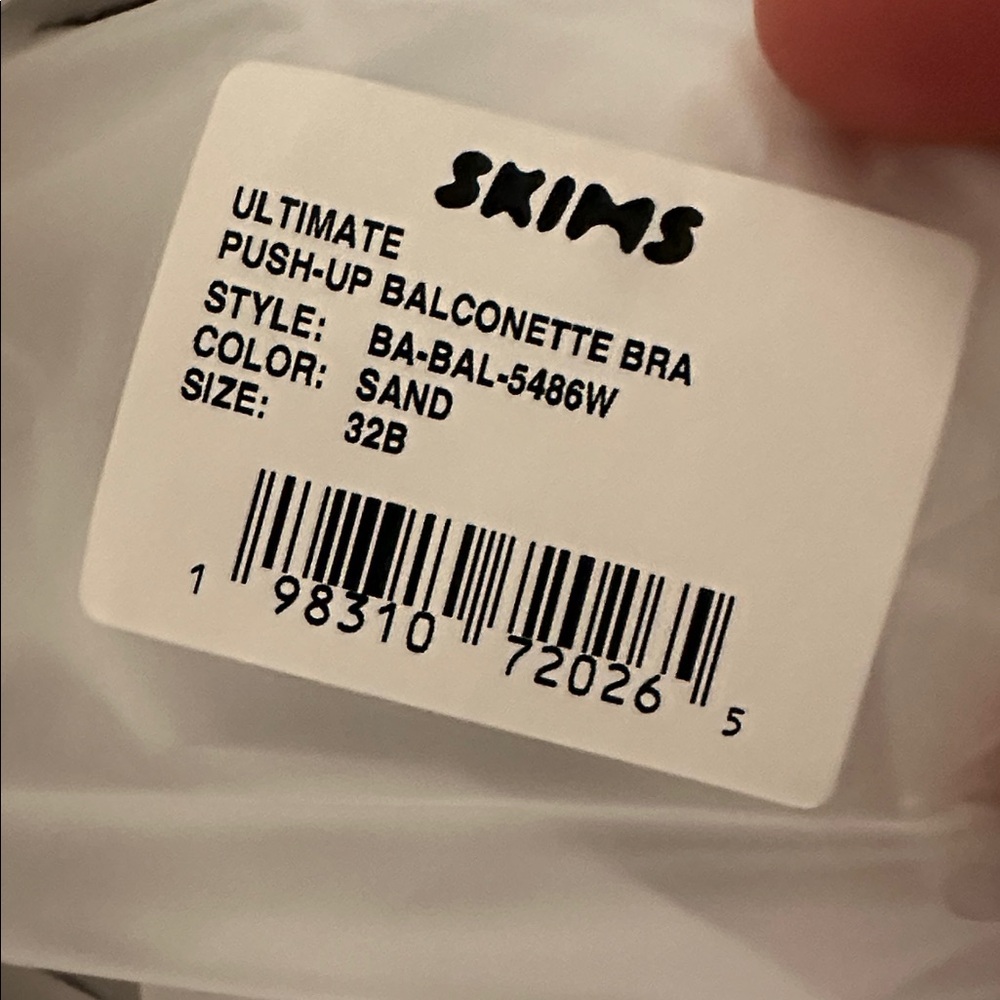 SKIMS
ULTIMATE
PUSH-UP BALCONETTE BRA
STYLE: BA-BAL-5486W
COLOR: SAND
SIZE: 32B
1 98310 72026 5